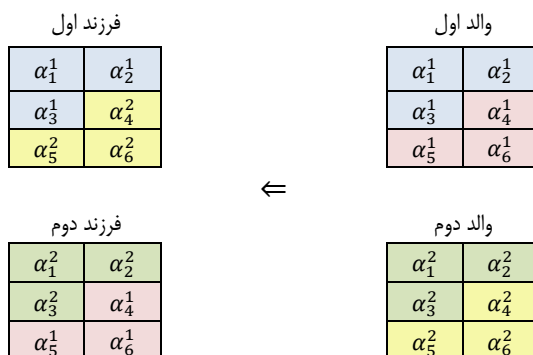 والد اول فرزند اول
α₁¹ α₂¹ α₁¹ α₂¹
α₃¹ α₄² α₃¹ α₄¹
α₅² α₆² α₅¹ α₆¹
⇐
والد دوم فرزند دوم
α₁² α₂² α₁² α₂²
α₃² α₄¹ α₃² α₄²
α₅¹ α₆¹ α₅² α₆²